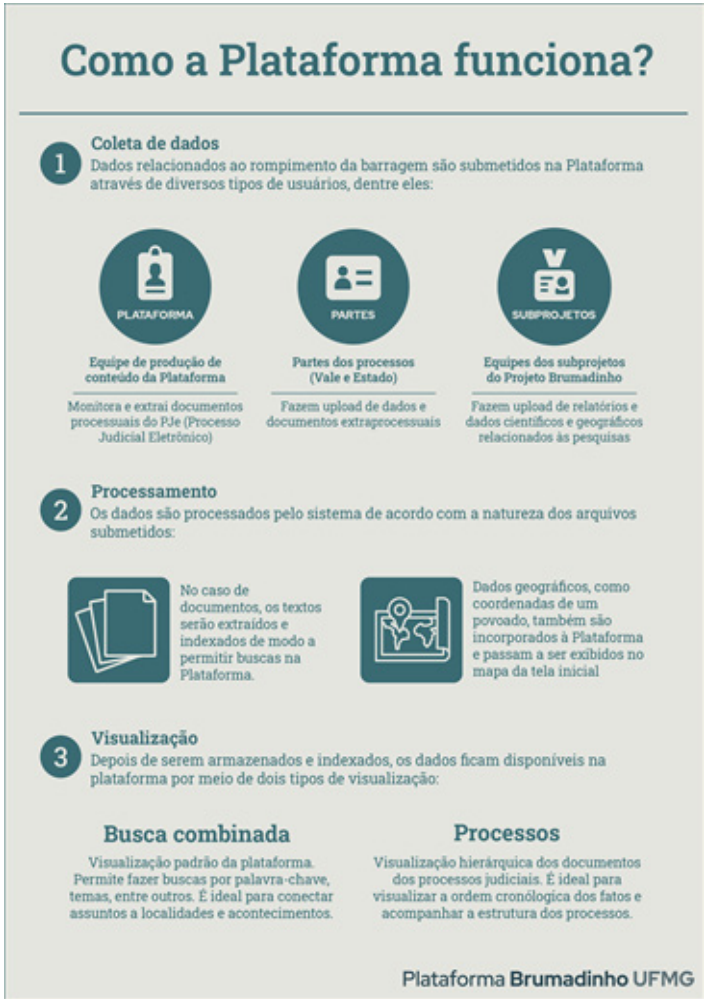 Como a Plataforma funciona?
1
Coleta de dados
Dados relacionados ao rompimento da barragem são submetidos na Plataforma
através de diversos tipos de usuários, dentre eles:
PLATAFORMA
Equipe de produção de
conteúdo da Plataforma
Monitora e extrai documentos
processuais do PJe (Processo
Judicial Eletrônico)
PARTES
Partes dos processos
(Vale e Estado)
Fazem upload de dados e
documentos extraprocessuais
SUBPROJETOS
Equipes dos subprojetos
do Projeto Brumadinho
Fazem upload de relatórios e
dados científicos e geográficos
relacionados às pesquisas
2
Processamento
Os dados são processados pelo sistema de acordo com a natureza dos arquivos
submetidos:
No caso de
documentos, os textos
serão extraídos e
indexados de modo a
permitir buscas na
Plataforma.
Dados geográficos, como
coordenadas de um
povoado, também são
incorporados à Plataforma
e passam a ser exibidos no
mapa da tela inicial
3
Visualização
Depois de serem armazenados e indexados, os dados ficam disponíveis na
plataforma por meio de dois tipos de visualização:
Busca combinada
Visualização padrão da plataforma.
Permite fazer buscas por palavra-chave,
temas, entre outros. É ideal para conectar
assuntos a localidades e acontecimentos.
Processos
Visualização hierárquica dos documentos
dos processos judiciais. É ideal para
visualizar a ordem cronólogica dos fatos e
acompanhar a estrutura dos processos.
Plataforma Brumadinho UFMG